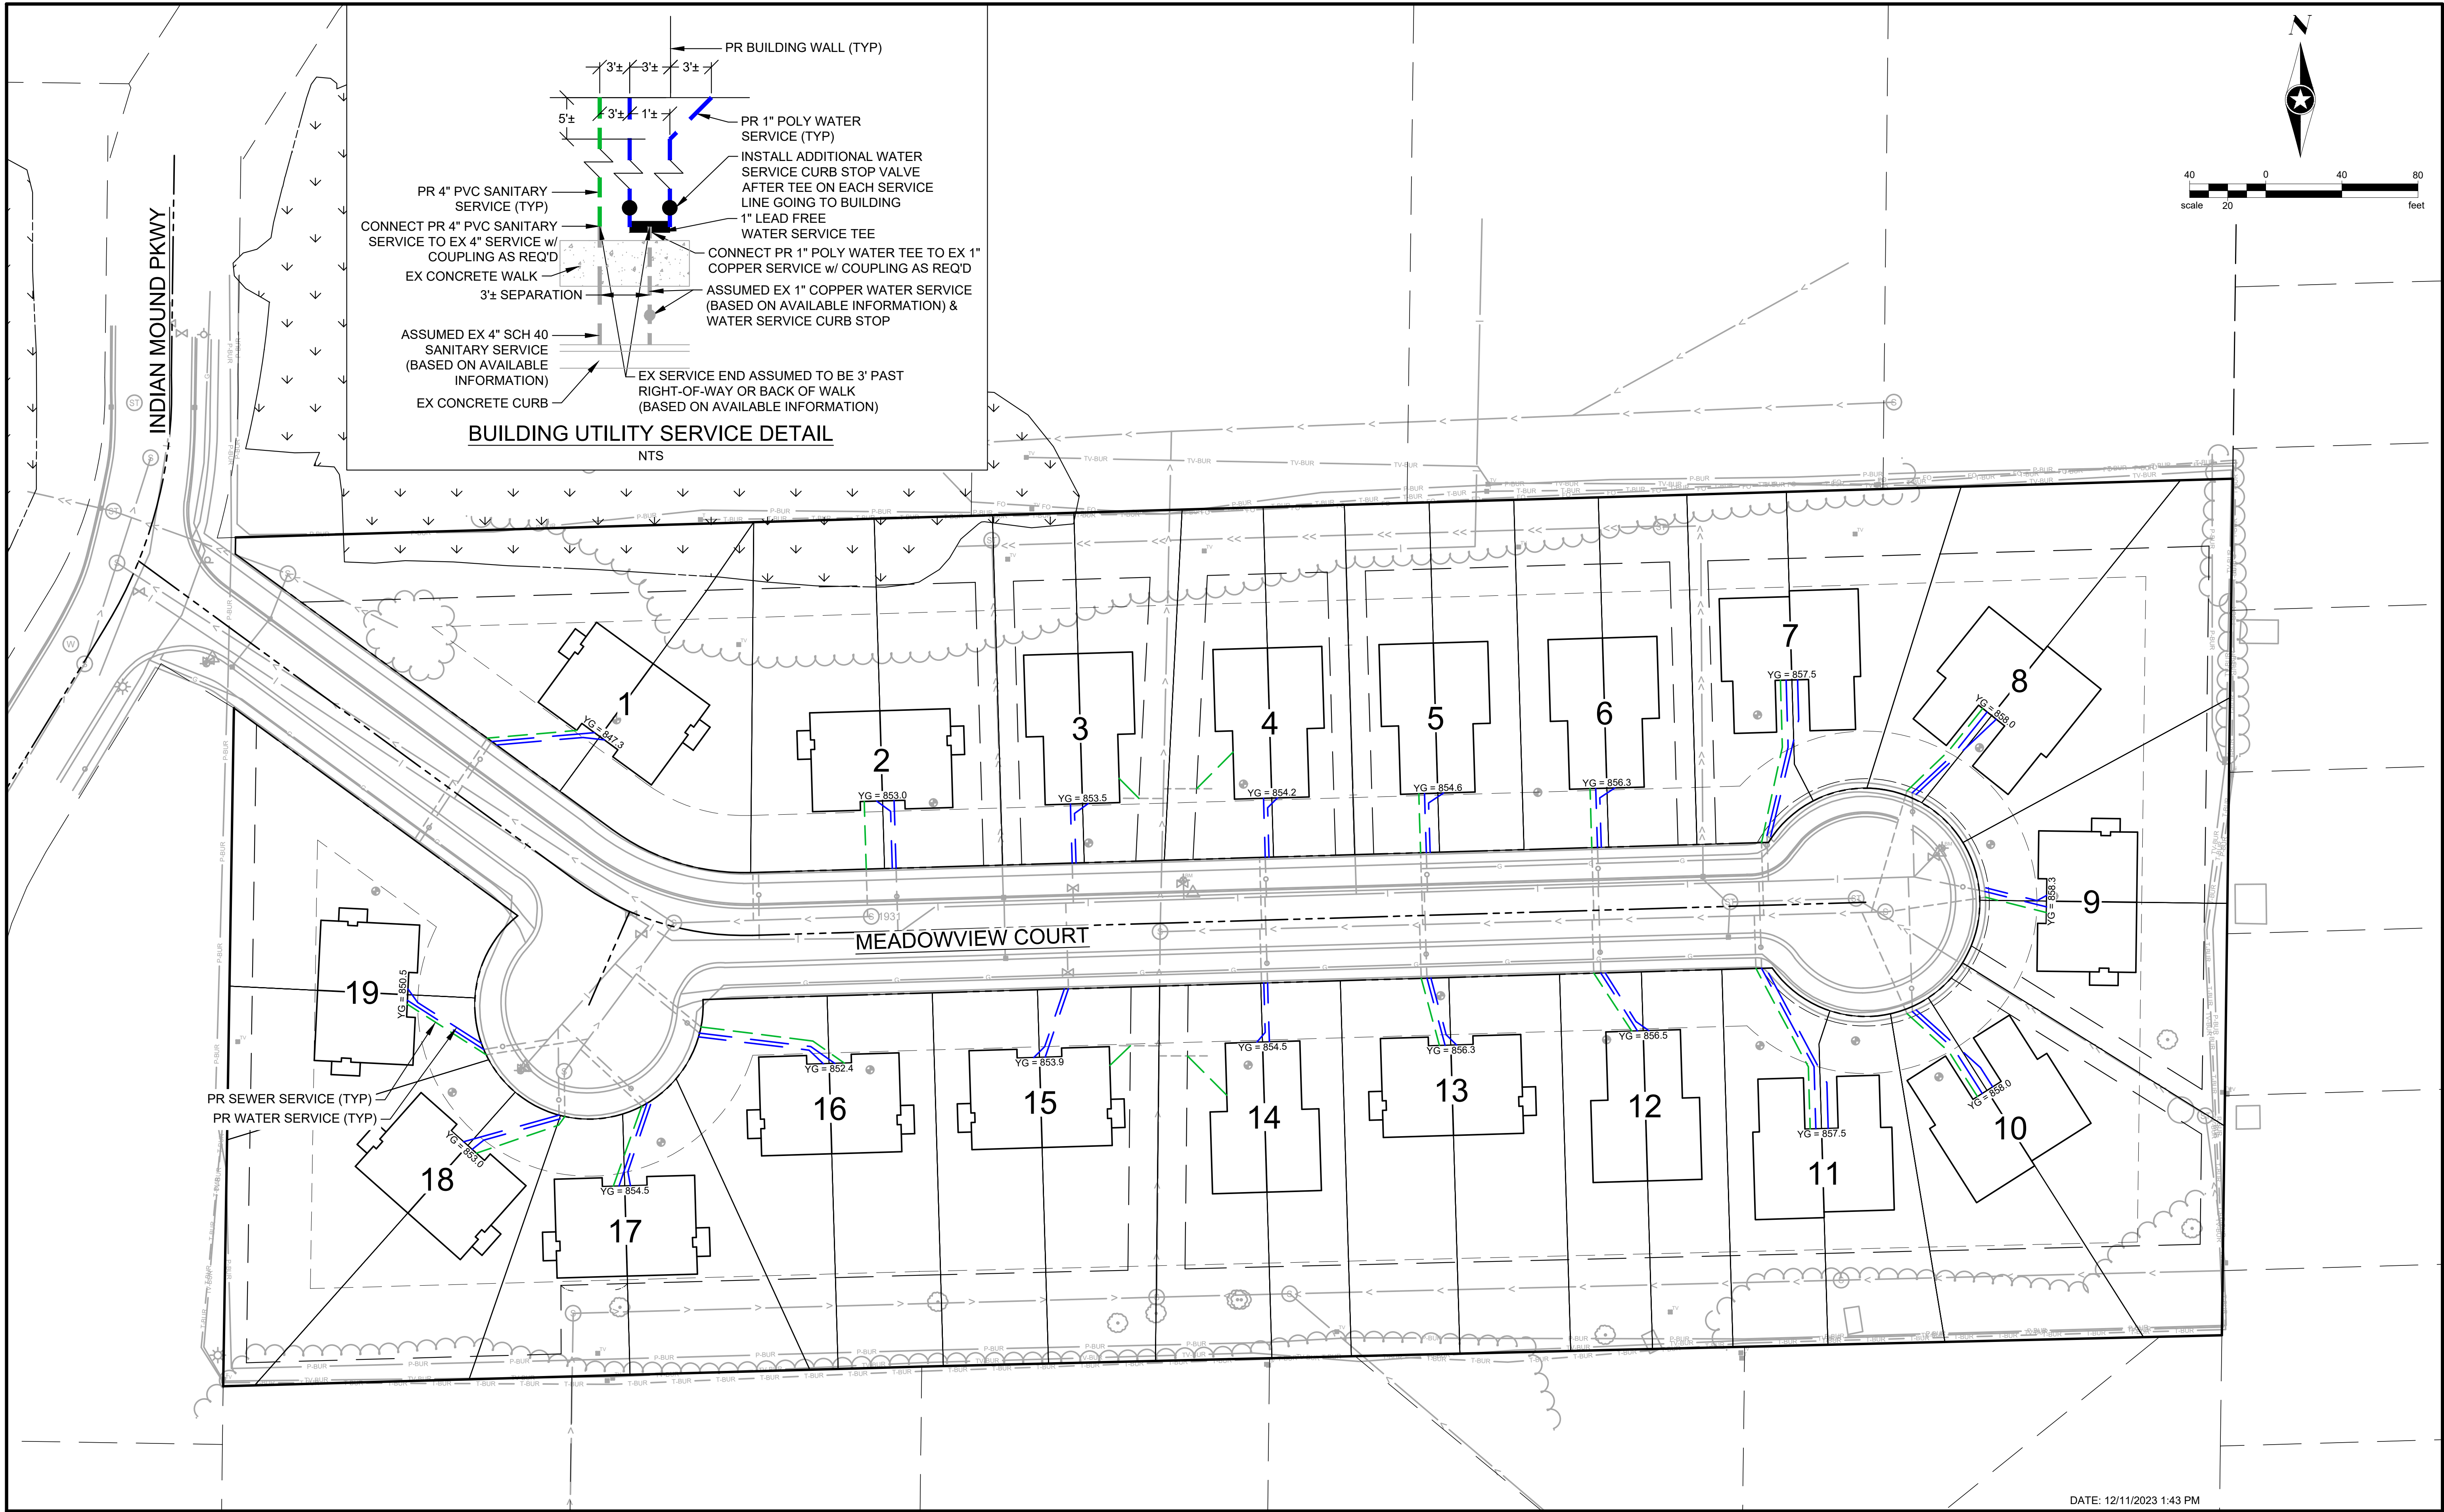 PR BUILDING WALL (TYP)
3'± 3'± 3'±
5'±
3'± 1'±
PR 1" POLY WATER
SERVICE (TYP)
INSTALL ADDITIONAL WATER
SERVICE CURB STOP VALVE
AFTER TEE ON EACH SERVICE
LINE GOING TO BUILDING
1" LEAD FREE
WATER SERVICE TEE
CONNECT PR 1" POLY WATER TEE TO EX 1"
COPPER SERVICE w/ COUPLING AS REQ'D
ASSUMED EX 1" COPPER WATER SERVICE
(BASED ON AVAILABLE INFORMATION) &
WATER SERVICE CURB STOP
PR 4" PVC SANITARY
SERVICE (TYP)
CONNECT PR 4" PVC SANITARY
SERVICE TO EX 4" SERVICE w/
COUPLING AS REQ'D
EX CONCRETE WALK
3'± SEPARATION
ASSUMED EX 4" SCH 40
SANITARY SERVICE
(BASED ON AVAILABLE
INFORMATION)
EX CONCRETE CURB
EX SERVICE END ASSUMED TO BE 3' PAST
RIGHT-OF-WAY OR BACK OF WALK
(BASED ON AVAILABLE INFORMATION)
BUILDING UTILITY SERVICE DETAIL
NTS
N
40 0 40 80
scale 20 feet
INDIAN MOUND PKWY
MEADOWVIEW COURT
1
YG = 847.3
2
YG = 853.0
3
YG = 853.5
4
YG = 854.2
5
YG = 854.6
6
YG = 856.3
7
YG = 857.5
8
YG = 858.0
9
YG = 858.3
10
YG = 858.0
11
YG = 857.5
12
YG = 856.5
13
YG = 856.3
14
YG = 854.5
15
YG = 853.9
16
YG = 852.4
17
YG = 854.5
18
YG = 853.0
19
YG = 850.5
S 1931
PR SEWER SERVICE (TYP)
PR WATER SERVICE (TYP)
DATE: 12/11/2023 1:43 PM